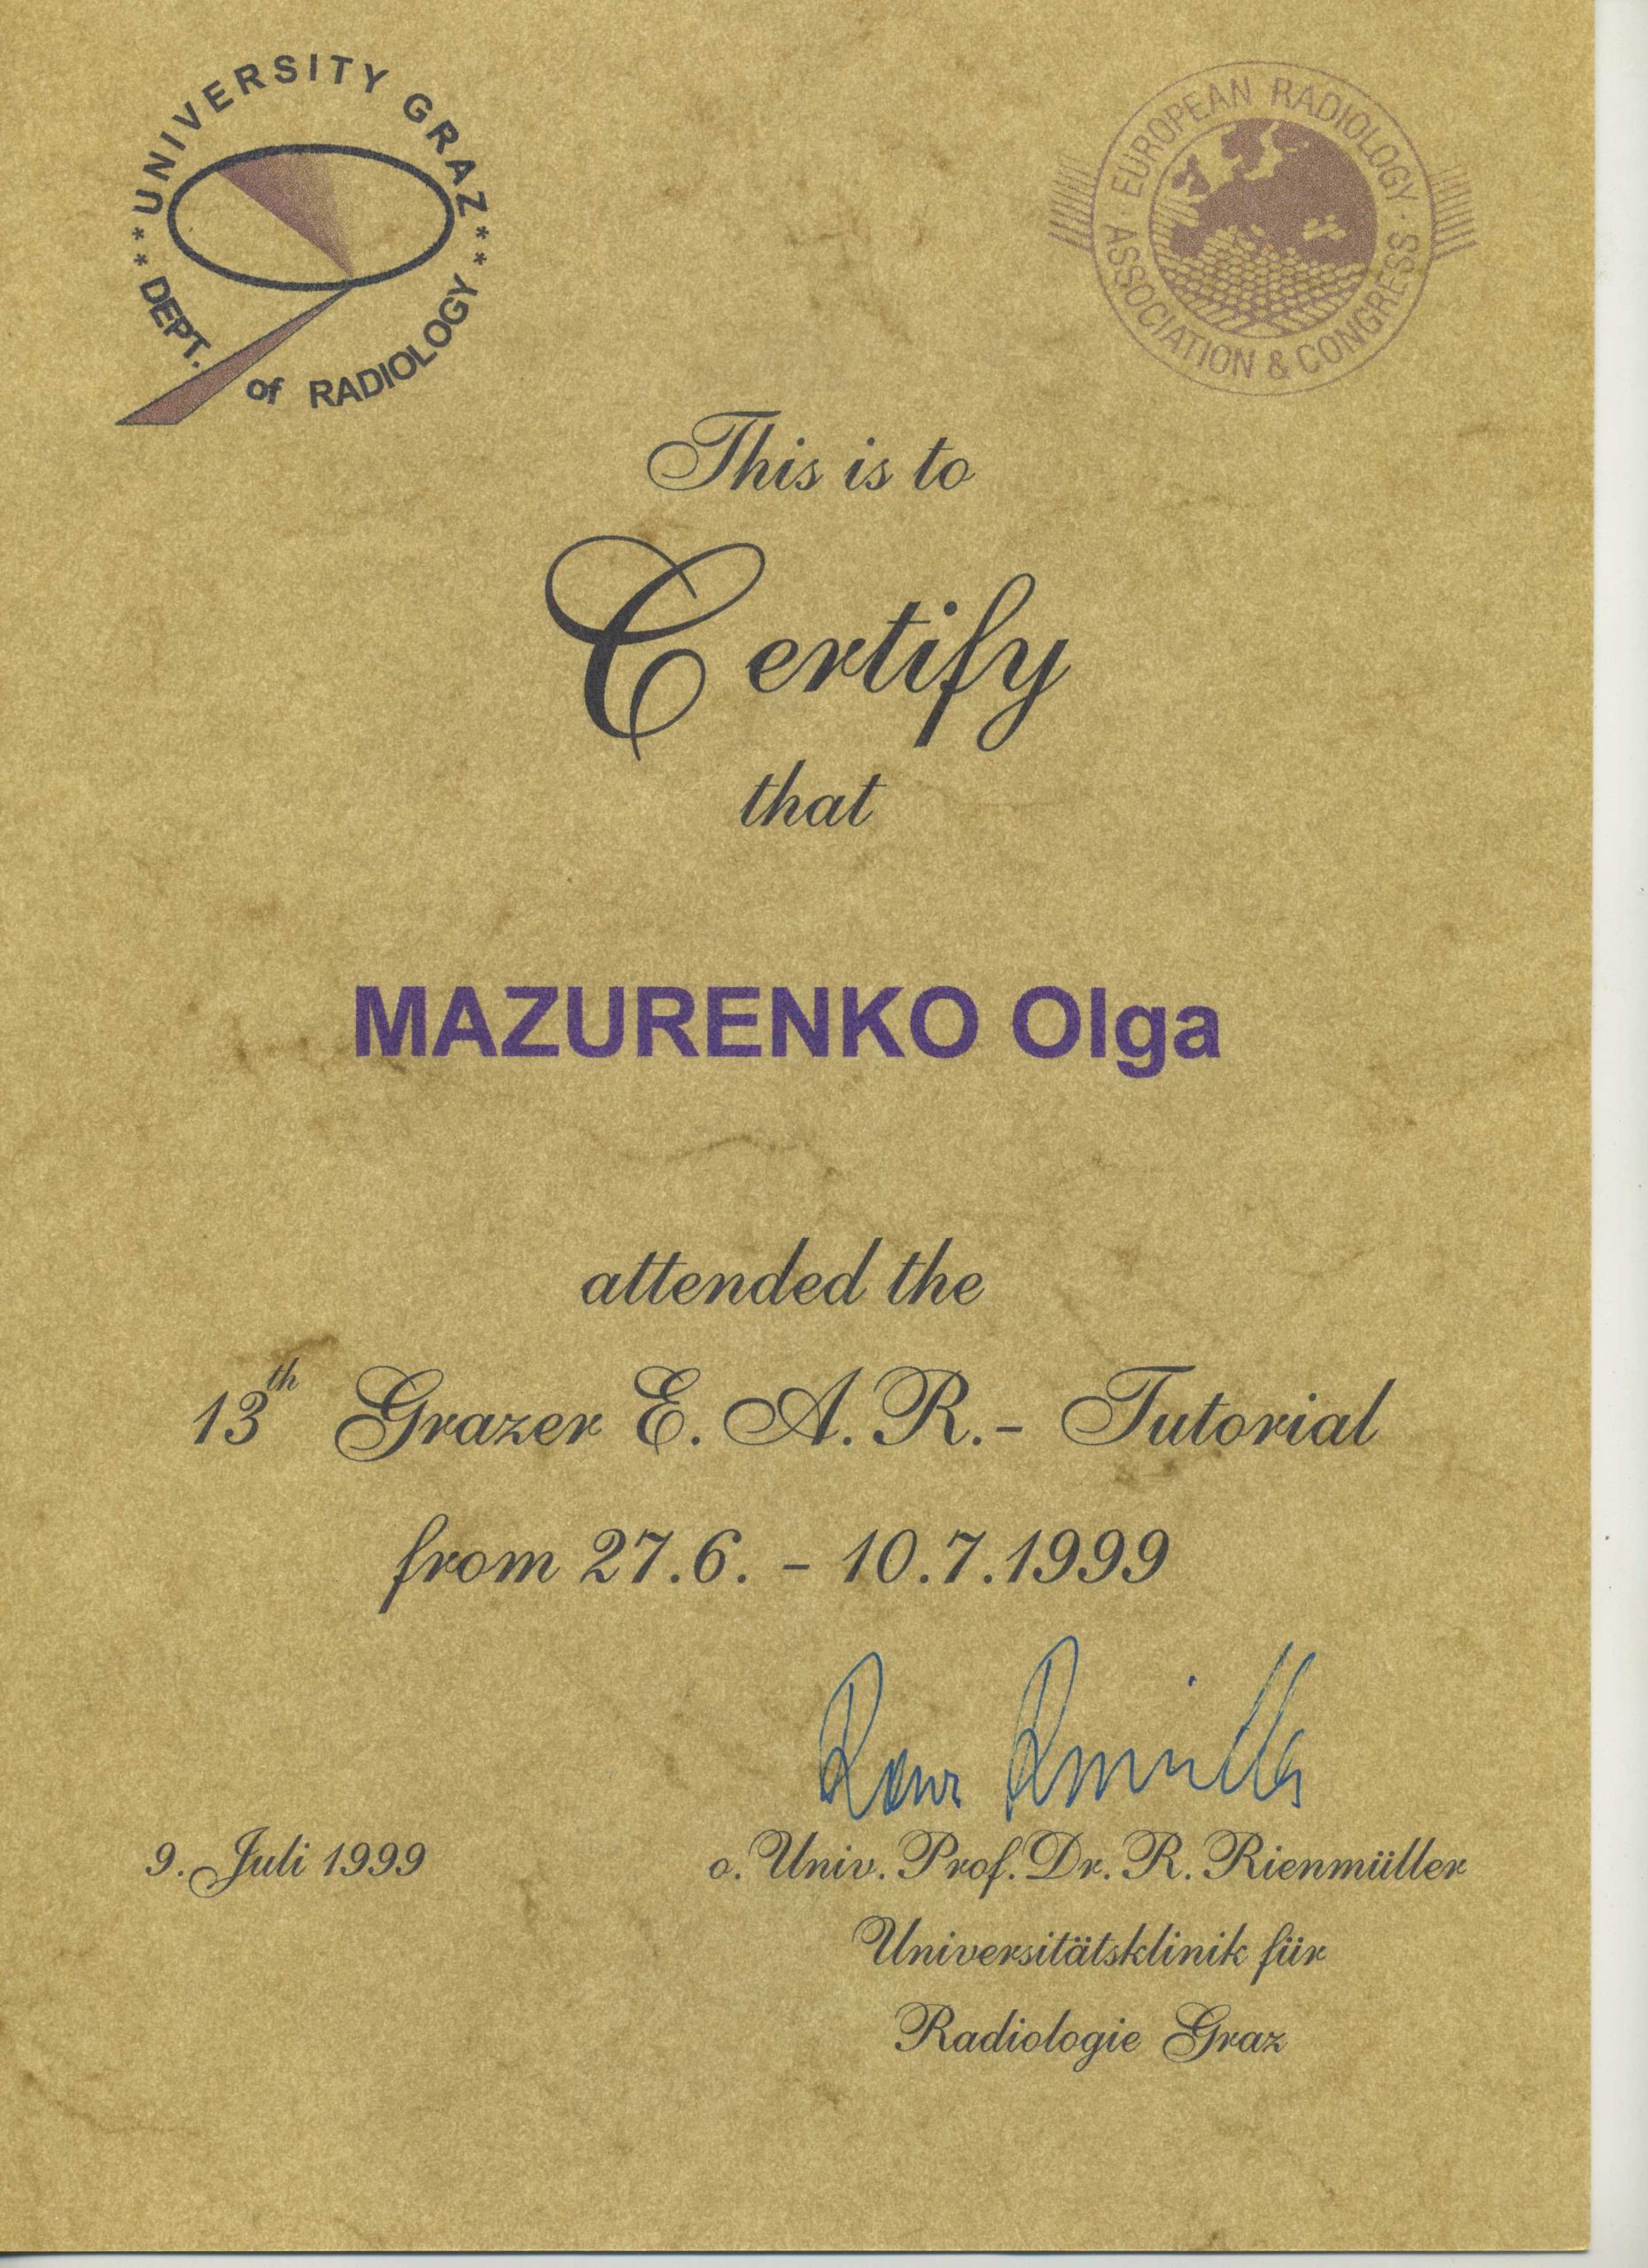 ** UNIVERSITY GRAZ **
DEPT. of RADIOLOGY
· EUROPEAN RADIOLOGY ·
ASSOCIATION & CONGRESS
This is to
Certify
that
MAZURENKO Olga
attended the
13th Grazer E. A. R. - Tutorial
from 27.6. - 10.7.1999
9. Juli 1999
o. Univ. Prof. Dr. R. Rienmüller
Universitätsklinik für
Radiologie Graz